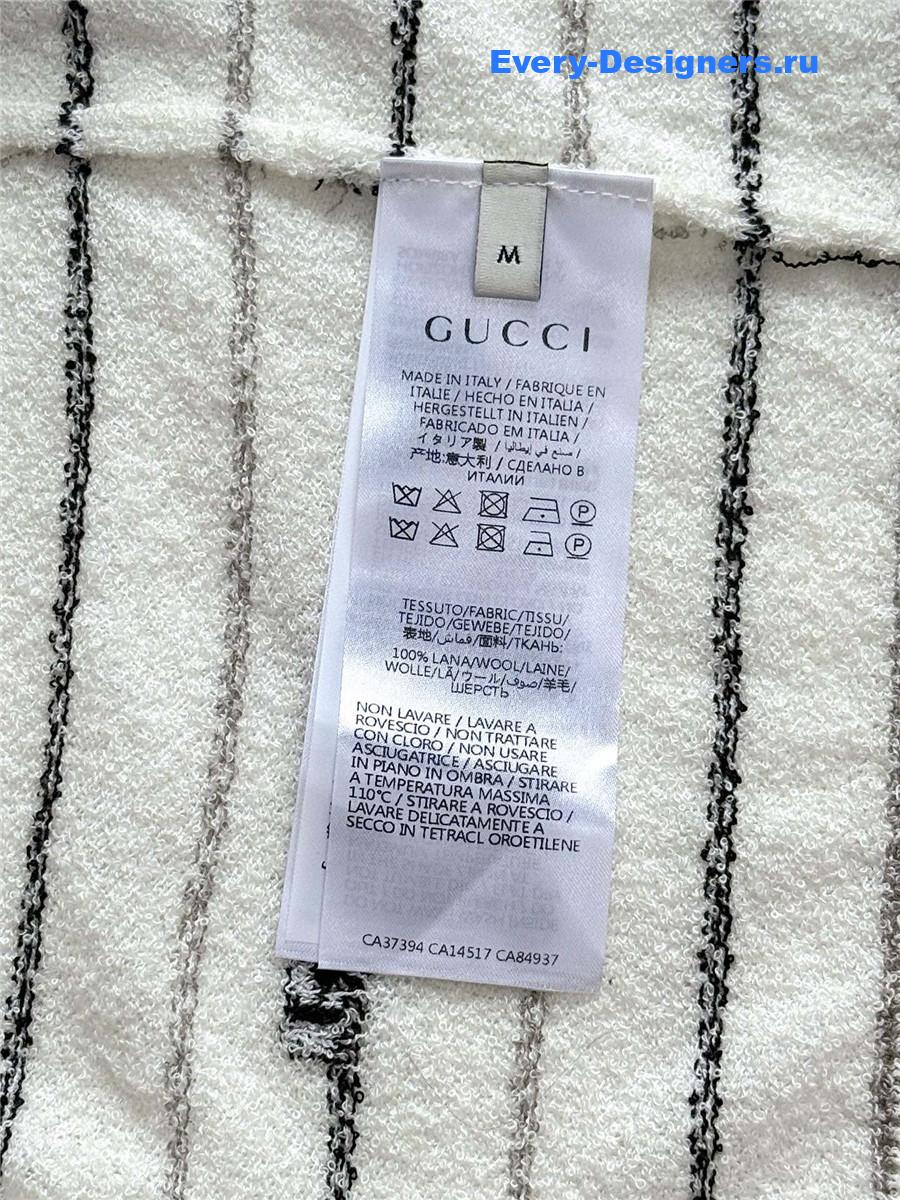 Every-Designers.ru
M
GUCCI
MADE IN ITALY / FABRIQUE EN
ITALIE / HECHO EN ITALIA /
HERGESTELLT IN ITALIEN /
FABRICADO EM ITALIA /
イタリア製 / صنع في إيطاليا /
产地:意大利 / СДЕЛАНО В
ИТАЛИИ
TESSUTO/FABRIC/TISSU/
TEJIDO/GEWEBE/TEJIDO/
表地/قماش/面料/ТКАНЬ:
100% LANA/WOOL/LAINE/
WOLLE/LÃ/ウール/صوف/羊毛/
ШЕРСТЬ
NON LAVARE / LAVARE A
ROVESCIO / NON TRATTARE
CON CLORO / NON USARE
ASCIUGATRICE / ASCIUGARE
IN PIANO IN OMBRA / STIRARE
A TEMPERATURA MASSIMA
110°C / STIRARE A ROVESCIO /
LAVARE DELICATAMENTE A
SECCO IN TETRACL OROETILENE
CA37394 CA14517 CA84937